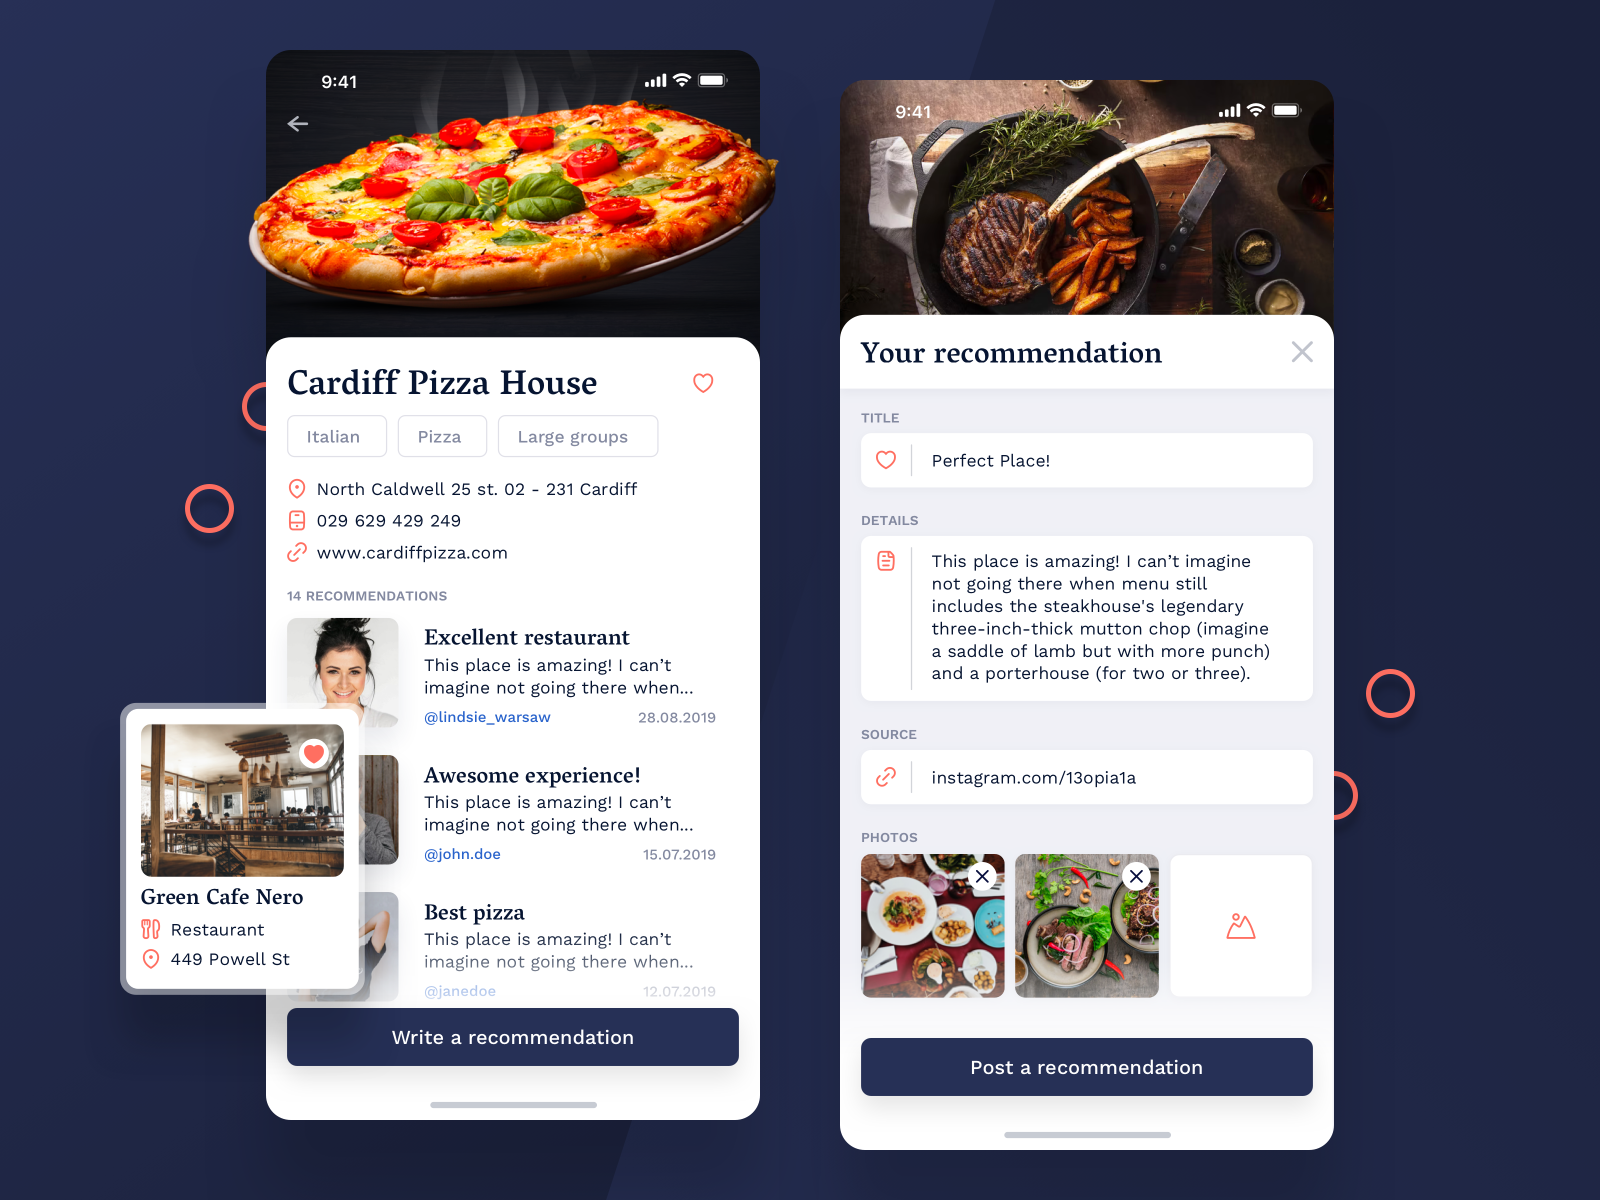 9:41
Cardiff Pizza House
Italian
Pizza
Large groups
North Caldwell 25 st. 02 - 231 Cardiff
029 629 429 249
www.cardiffpizza.com
14 RECOMMENDATIONS
Excellent restaurant
This place is amazing! I can’t
imagine not going there when...
@lindsie_warsaw
28.08.2019
Awesome experience!
This place is amazing! I can’t
imagine not going there when...
@john.doe
15.07.2019
Best pizza
This place is amazing! I can’t
imagine not going there when...
@janedoe
12.07.2019
Write a recommendation
Green Cafe Nero
Restaurant
449 Powell St
9:41
Your recommendation
TITLE
Perfect Place!
DETAILS
This place is amazing! I can’t imagine
not going there when menu still
includes the steakhouse's legendary
three-inch-thick mutton chop (imagine
a saddle of lamb but with more punch)
and a porterhouse (for two or three).
SOURCE
instagram.com/13opia1a
PHOTOS
Post a recommendation